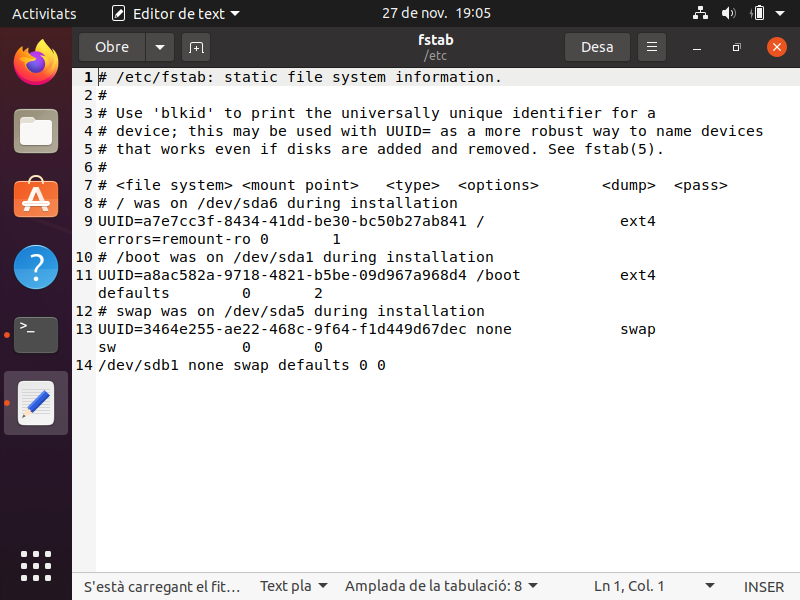 Activitats
Editor de text
27 de nov. 19:05
Obre
fstab
/etc
Desa
1 # /etc/fstab: static file system information.
2 #
3 # Use 'blkid' to print the universally unique identifier for a
4 # device; this may be used with UUID= as a more robust way to name devices
5 # that works even if disks are added and removed. See fstab(5).
6 #
7 # <file system> <mount point>   <type>  <options>       <dump>  <pass>
8 # / was on /dev/sda6 during installation
9 UUID=a7e7cc3f-8434-41dd-be30-bc50b27ab841 /               ext4
errors=remount-ro 0       1
10 # /boot was on /dev/sda1 during installation
11 UUID=a8ac582a-9718-4821-b5be-09d967a968d4 /boot           ext4
defaults        0       2
12 # swap was on /dev/sda5 during installation
13 UUID=3464e255-ae22-468c-9f64-f1d449d67dec none            swap
sw              0       0
14 /dev/sdb1 none swap defaults 0 0
S'està carregant el fit…
Text pla
Amplada de la tabulació: 8
Ln 1, Col. 1
INSER